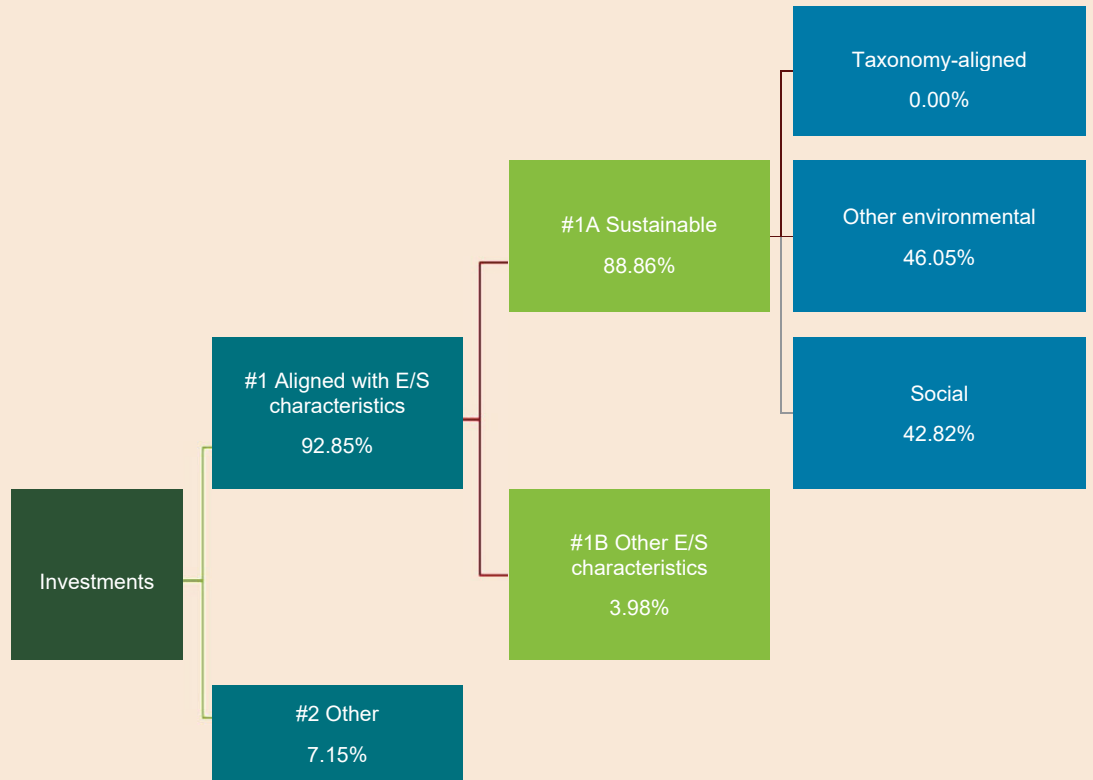 Taxonomy-aligned
0.00%
#1A Sustainable
88.86%
Other environmental
46.05%
#1 Aligned with E/S
characteristics
92.85%
Social
42.82%
Investments
#1B Other E/S
characteristics
3.98%
#2 Other
7.15%